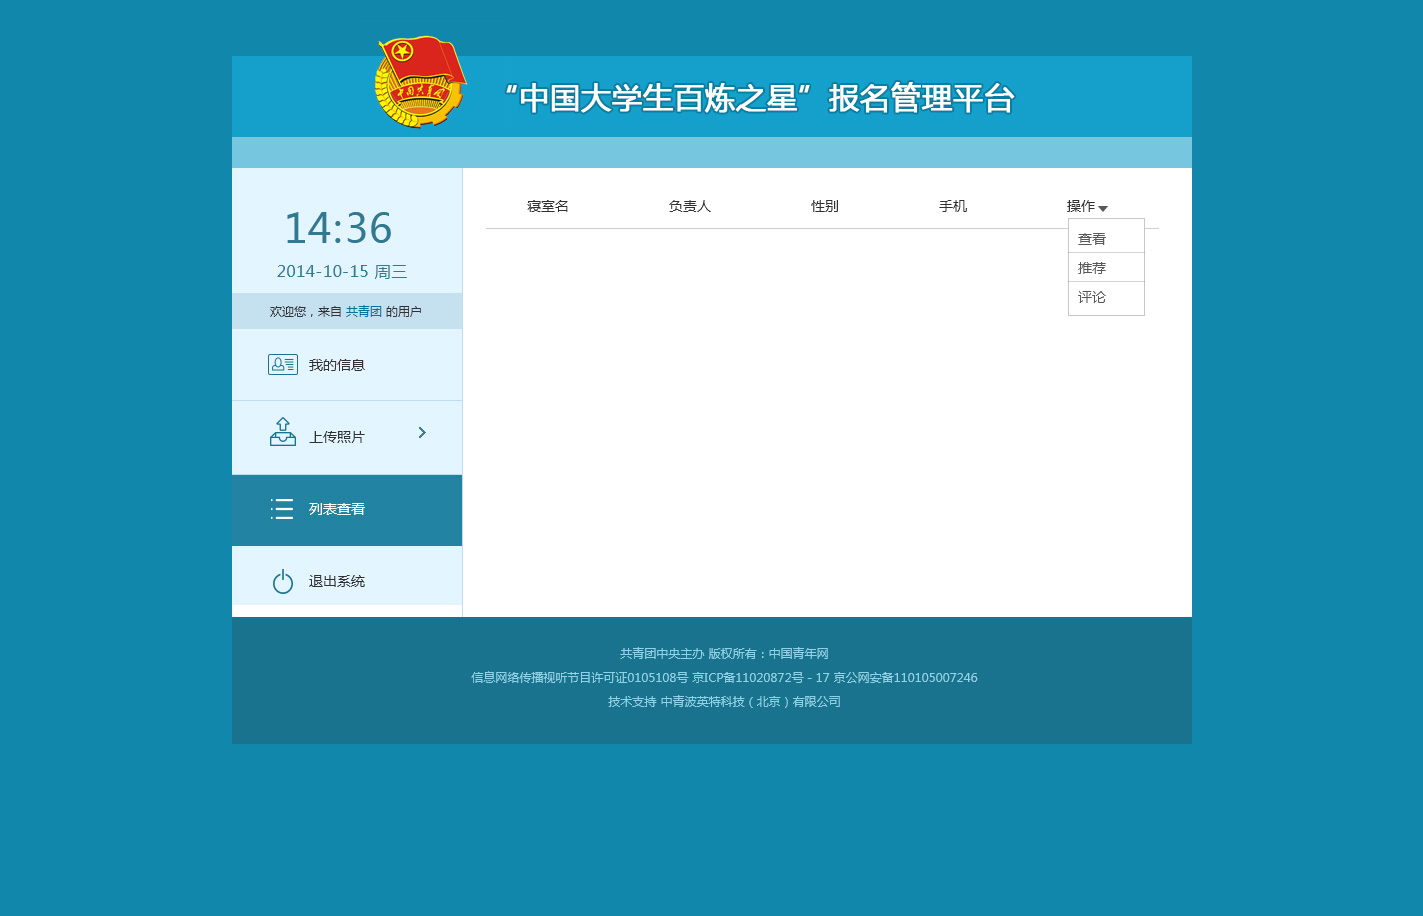 中国共青团
“中国大学生百炼之星”报名管理平台
14:36
2014-10-15 周三
欢迎您，来自 共青团 的用户
我的信息
上传照片
列表查看
退出系统
寝室名 负责人 性别 手机 操作
查看
推荐
评论
共青团中央主办 版权所有：中国青年网
信息网络传播视听节目许可证0105108号 京ICP备11020872号 - 17 京公网安备110105007246
技术支持 中青波英特科技（北京）有限公司